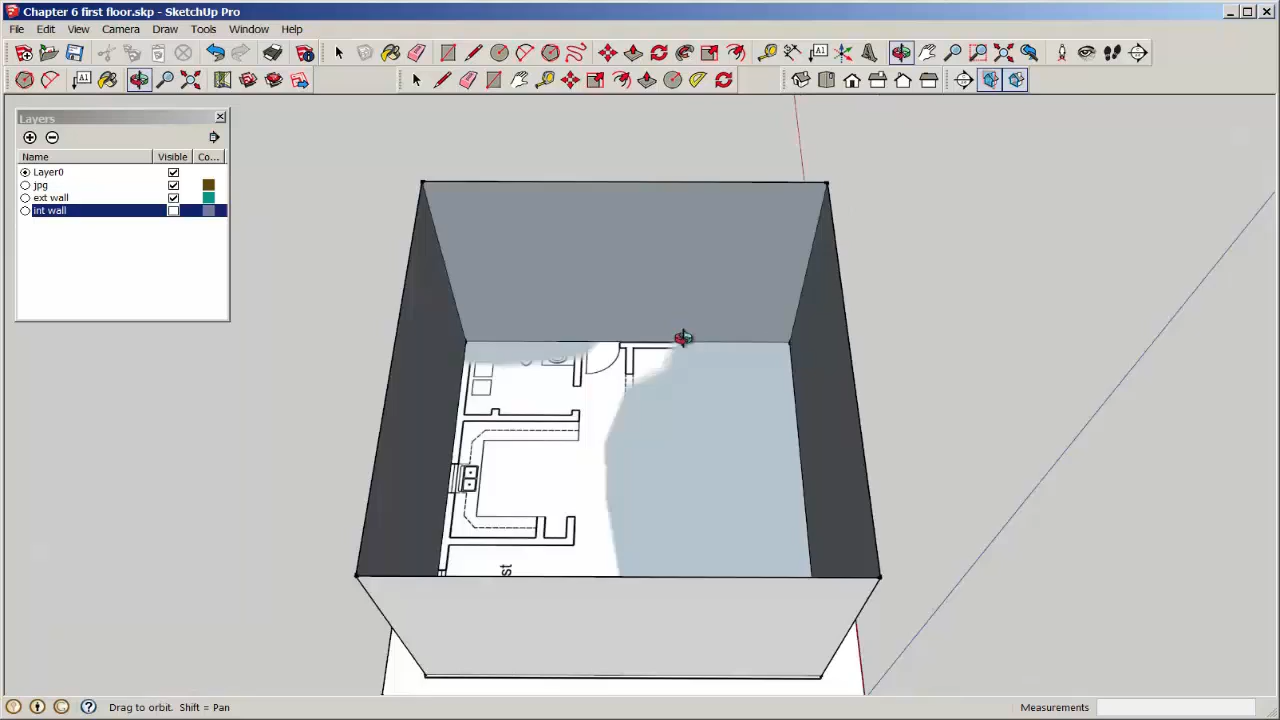 Chapter 6 first floor.skp - SketchUp Pro
File Edit View Camera Draw Tools Window Help
Layers
Name Visible Co...
Layer0
jpg
ext wall
int wall
st
Drag to orbit. Shift = Pan
Measurements